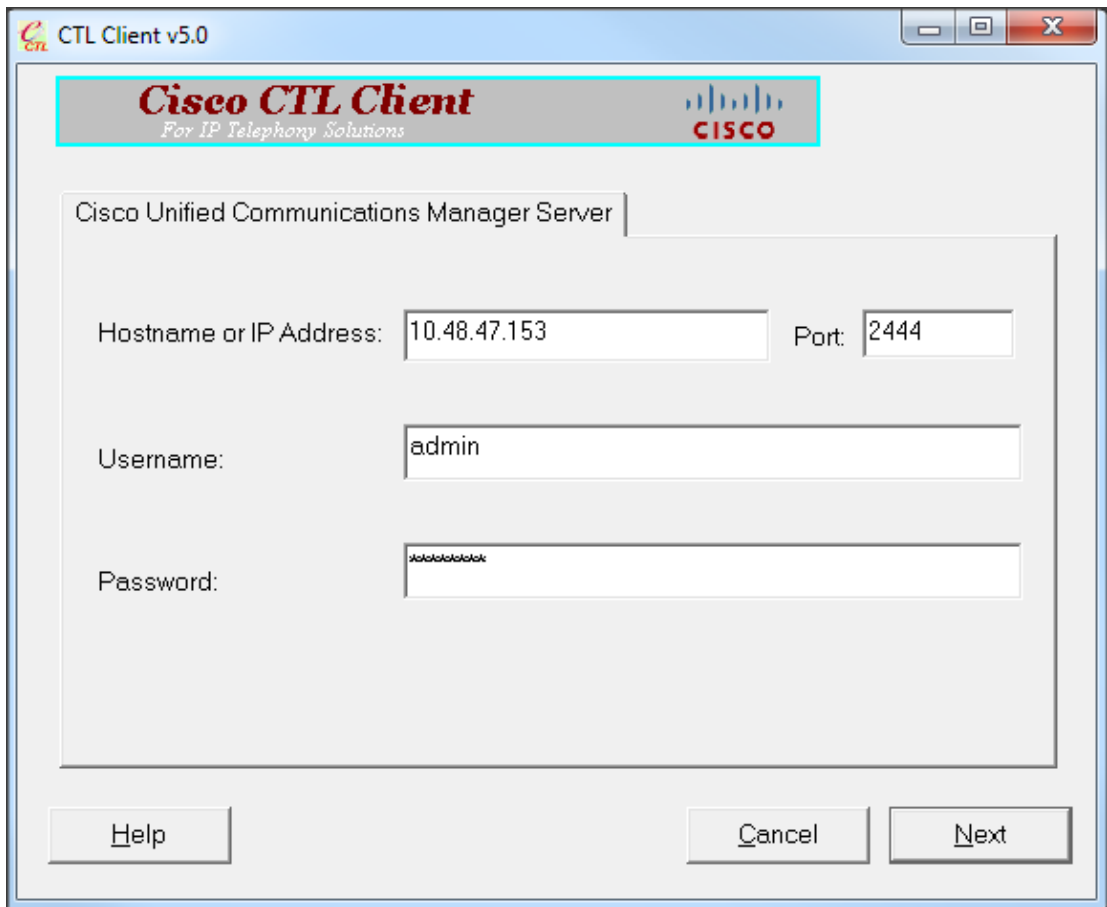 CTL Client v5.0
Cisco CTL Client
For IP Telephony Solutions
CISCO
Cisco Unified Communications Manager Server
Hostname or IP Address: 10.48.47.153 Port: 2444
Username: admin
Password: **********
Help Cancel Next